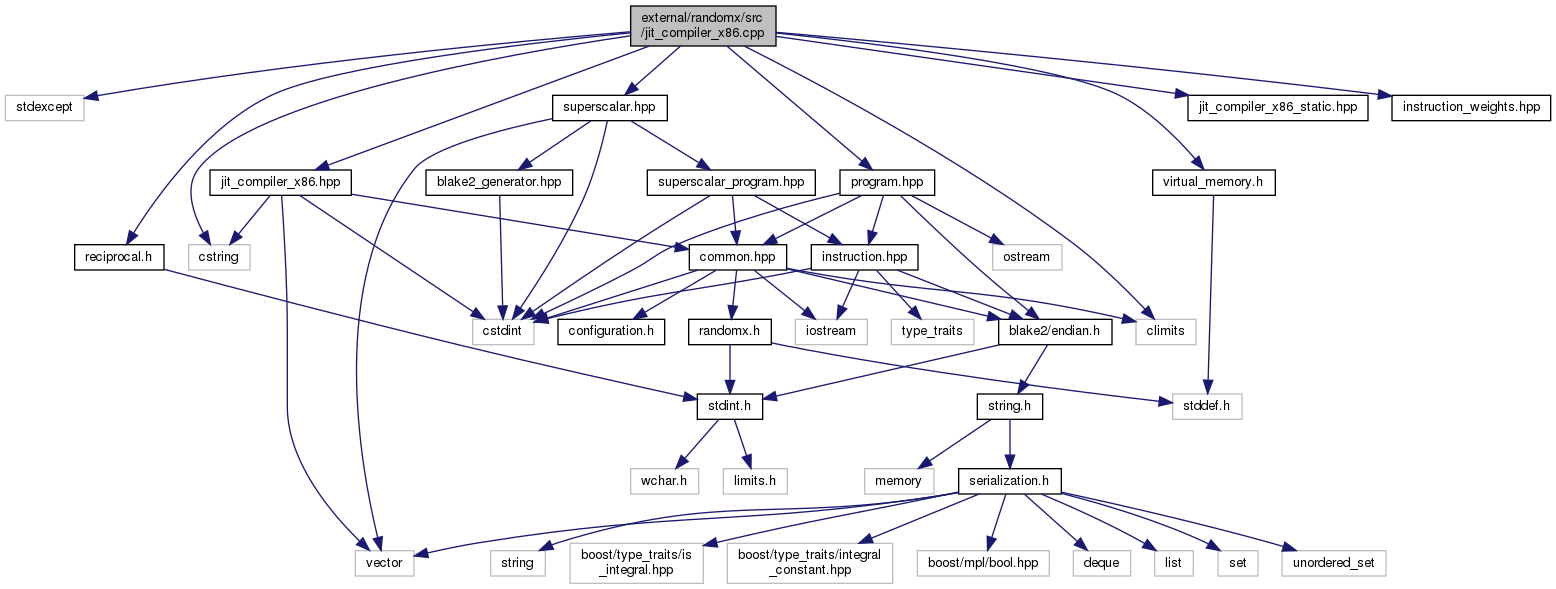 external/randomx/src
/jit_compiler_x86.cpp
stdexcept
superscalar.hpp
jit_compiler_x86_static.hpp
instruction_weights.hpp
jit_compiler_x86.hpp
blake2_generator.hpp
superscalar_program.hpp
program.hpp
virtual_memory.h
reciprocal.h
cstring
common.hpp
instruction.hpp
ostream
cstdint
configuration.h
randomx.h
iostream
type_traits
blake2/endian.h
climits
stdint.h
string.h
stddef.h
wchar.h
limits.h
memory
serialization.h
vector
string
boost/type_traits/is
_integral.hpp
boost/type_traits/integral
_constant.hpp
boost/mpl/bool.hpp
deque
list
set
unordered_set